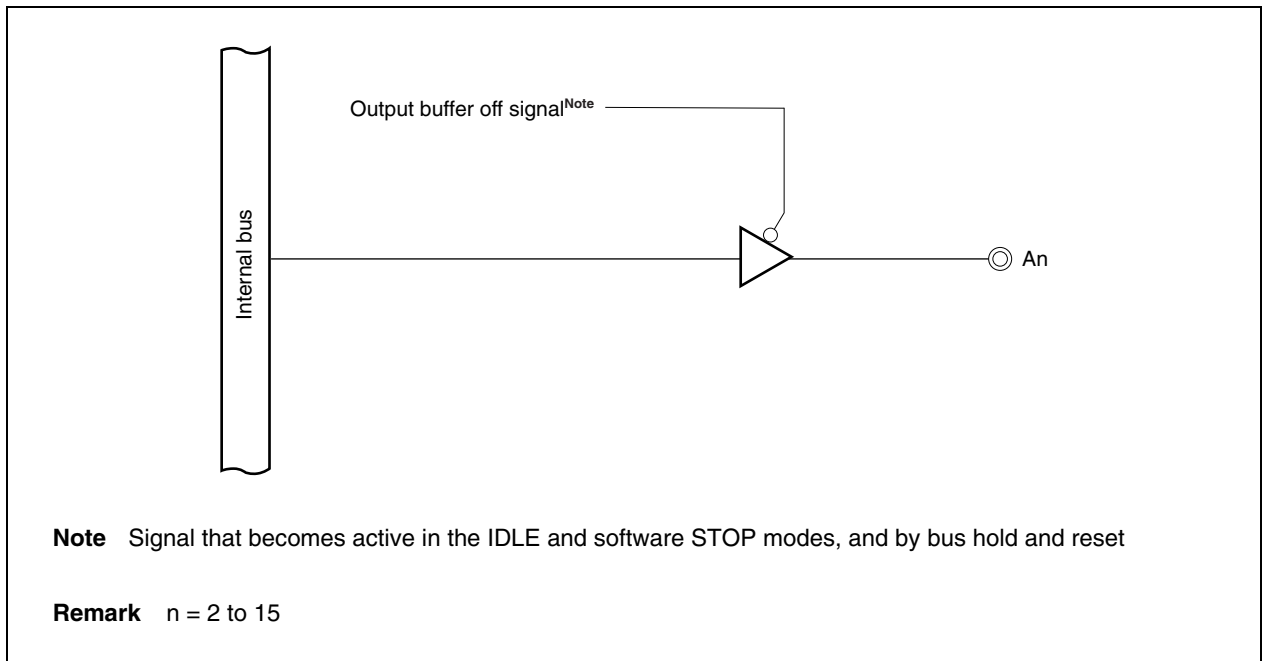 Output buffer off signalNote
Internal bus
An
Note Signal that becomes active in the IDLE and software STOP modes, and by bus hold and reset
Remark n = 2 to 15